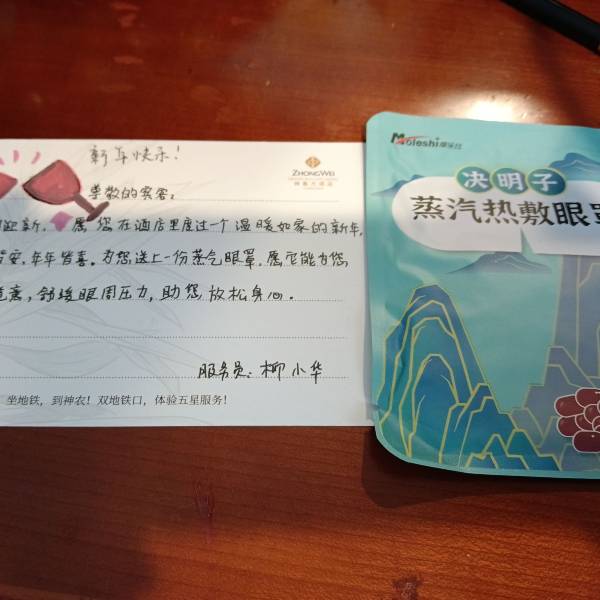 新年快乐!
ZHONGWEI
尊敬的宾客:
迎新, 愿您在酒店里度过一个温暖如家的新年,
皆安, 年年皆喜。为您送上一份蒸气眼罩, 愿它能为您
疲惫, 舒缓眼周压力, 助您放松身心。
服务员: 柳小华
坐地铁,到神农!双地铁口,体验五星服务!
Moleshi
决明子
蒸汽热敷眼罩